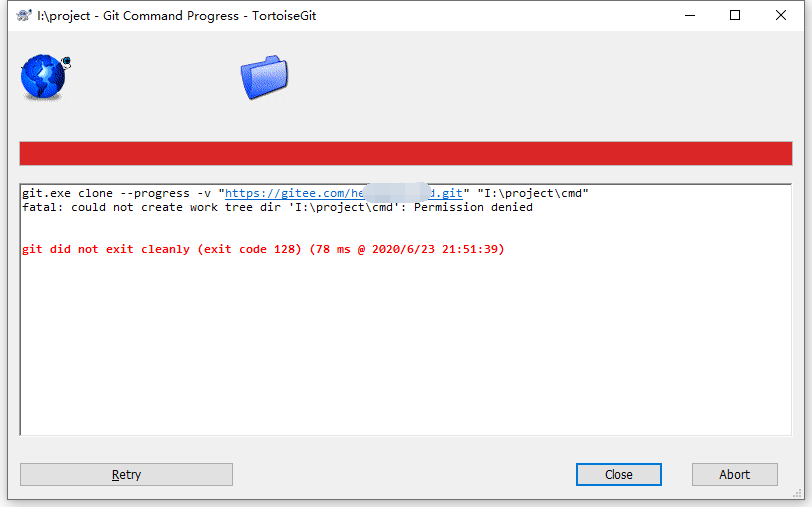 I:\project - Git Command Progress - TortoiseGit
git.exe clone --progress -v "https://gitee.com/he d.git" "I:\project\cmd"
fatal: could not create work tree dir 'I:\project\cmd': Permission denied
git did not exit cleanly (exit code 128) (78 ms @ 2020/6/23 21:51:39)
Retry
Close
Abort